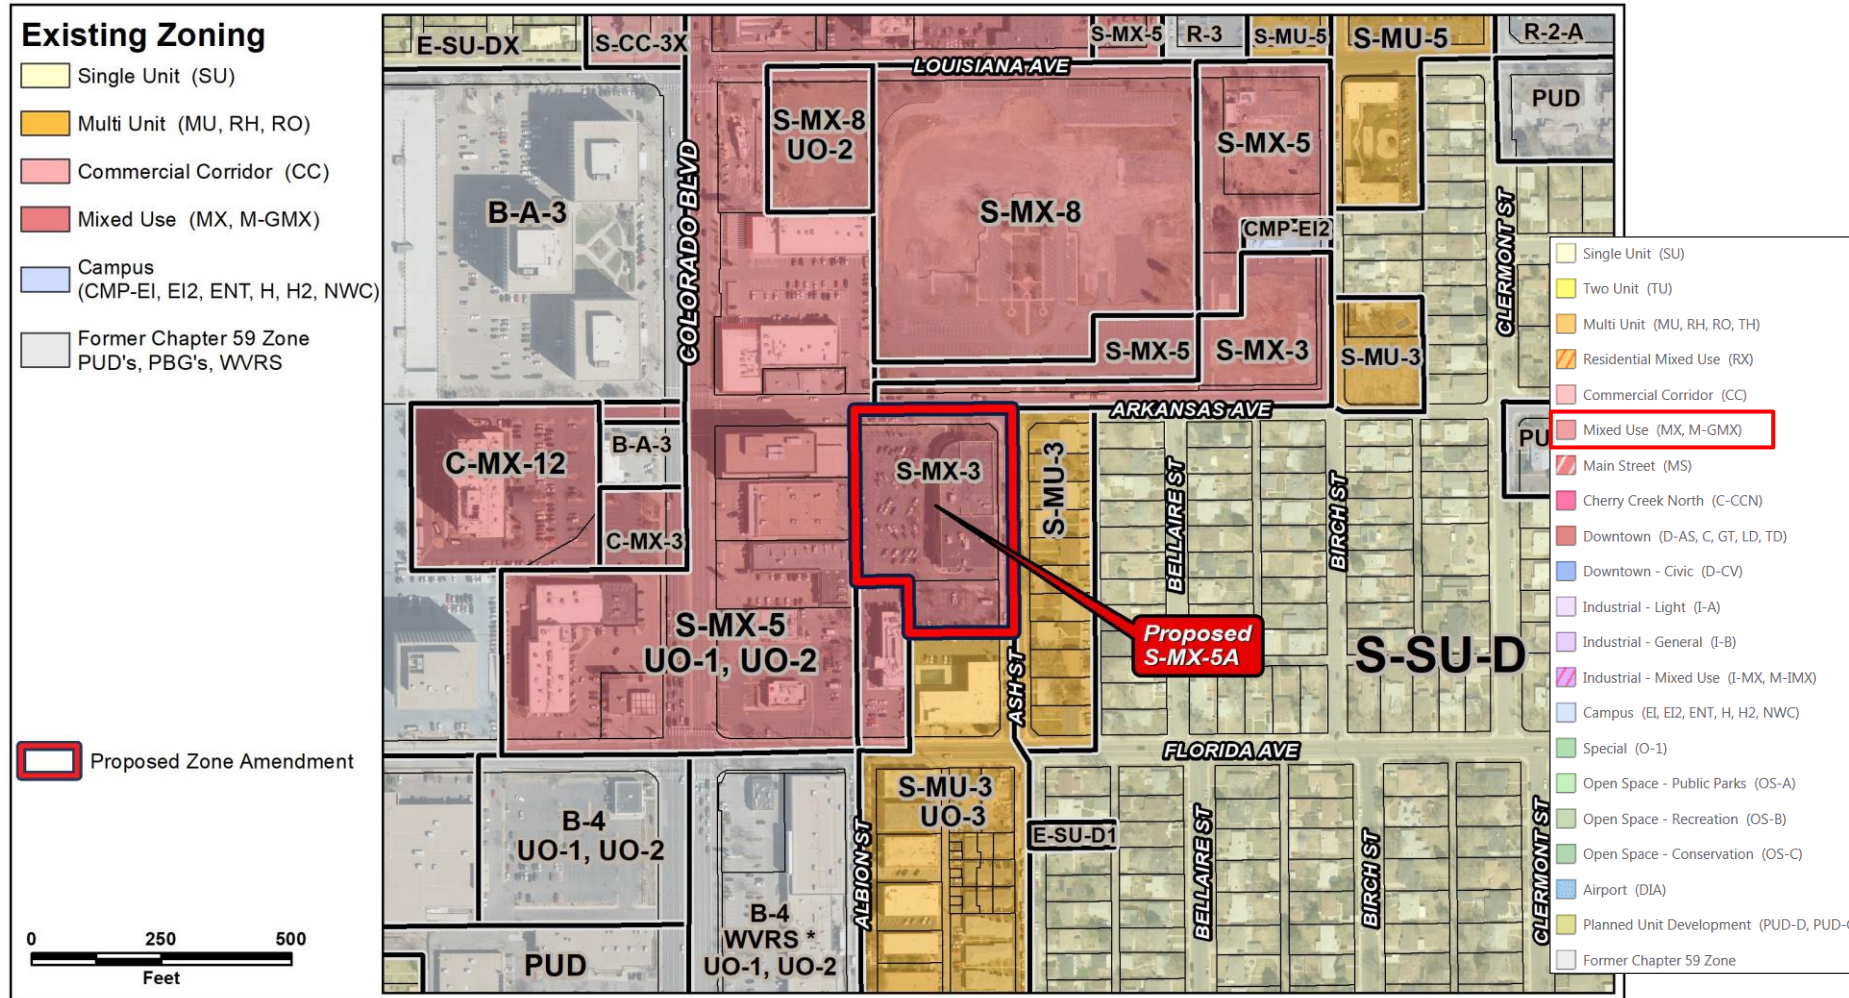 Existing Zoning
Single Unit (SU)
Multi Unit (MU, RH, RO)
Commercial Corridor (CC)
Mixed Use (MX, M-GMX)
Campus
(CMP-EI, EI2, ENT, H, H2, NWC)
Former Chapter 59 Zone
PUD's, PBG's, WVRS
Proposed Zone Amendment
0 250 500
Feet
E-SU-DX
S-CC-3X
S-MX-5
R-3
S-MU-5
S-MU-5
R-2-A
LOUISIANA AVE
PUD
S-MX-8
UO-2
S-MX-5
COLORADO BLVD
B-A-3
S-MX-8
CMP-EI2
CLERMONT ST
S-MX-5
S-MX-3
S-MU-3
ARKANSAS AVE
C-MX-12
B-A-3
S-MX-3
S-MU-3
BELLAIRE ST
BIRCH ST
PU
C-MX-3
Proposed
S-MX-5A
S-MX-5
UO-1, UO-2
S-SU-D
ASH ST
FLORIDA AVE
S-MU-3
UO-3
B-4
UO-1, UO-2
E-SU-D1
ALBION ST
BELLAIRE ST
BIRCH ST
CLERMONT ST
B-4
WVRS *
UO-1, UO-2
PUD
Single Unit (SU)
Two Unit (TU)
Multi Unit (MU, RH, RO, TH)
Residential Mixed Use (RX)
Commercial Corridor (CC)
Mixed Use (MX, M-GMX)
Main Street (MS)
Cherry Creek North (C-CCN)
Downtown (D-AS, C, GT, LD, TD)
Downtown - Civic (D-CV)
Industrial - Light (I-A)
Industrial - General (I-B)
Industrial - Mixed Use (I-MX, M-IMX)
Campus (EI, EI2, ENT, H, H2, NWC)
Special (O-1)
Open Space - Public Parks (OS-A)
Open Space - Recreation (OS-B)
Open Space - Conservation (OS-C)
Airport (DIA)
Planned Unit Development (PUD-D, PUD-G
Former Chapter 59 Zone